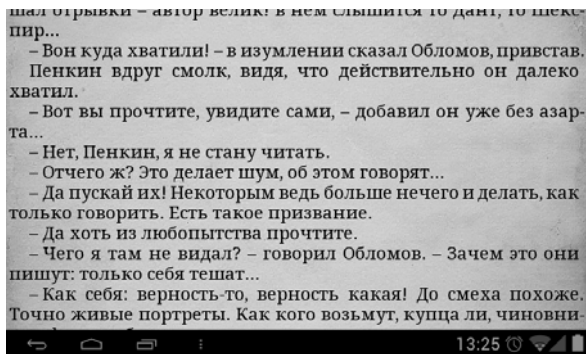 шал отрывки – автор велик! в нем слышится то Дант, то Шекс-
пир...
– Вон куда хватили! – в изумлении сказал Обломов, привстав.
Пенкин вдруг смолк, видя, что действительно он далеко
хватил.
– Вот вы прочтите, увидите сами, – добавил он уже без азар-
та...
– Нет, Пенкин, я не стану читать.
– Отчего ж? Это делает шум, об этом говорят...
– Да пускай их! Некоторым ведь больше нечего и делать, как
только говорить. Есть такое призвание.
– Да хоть из любопытства прочтите.
– Чего я там не видал? – говорил Обломов. – Зачем это они
пишут: только себя тешат...
– Как себя: верность-то, верность какая! До смеха похоже.
Точно живые портреты. Как кого возьмут, купца ли, чиновни-
13:25